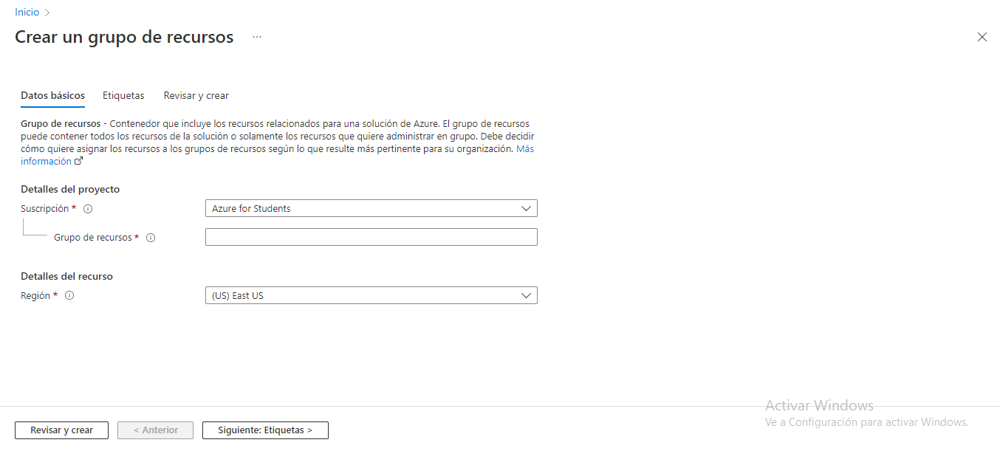 Inicio >
Crear un grupo de recursos ...
Datos básicos Etiquetas Revisar y crear
Grupo de recursos - Contenedor que incluye los recursos relacionados para una solución de Azure. El grupo de recursos
puede contener todos los recursos de la solución o solamente los recursos que quiere administrar en grupo. Debe decidir
cómo quiere asignar los recursos a los grupos de recursos según lo que resulte más pertinente para su organización. Más
información
Detalles del proyecto
Suscripción * Azure for Students
Grupo de recursos *
Detalles del recurso
Región * (US) East US
Activar Windows
Ve a Configuración para activar Windows.
Revisar y crear < Anterior Siguiente: Etiquetas >